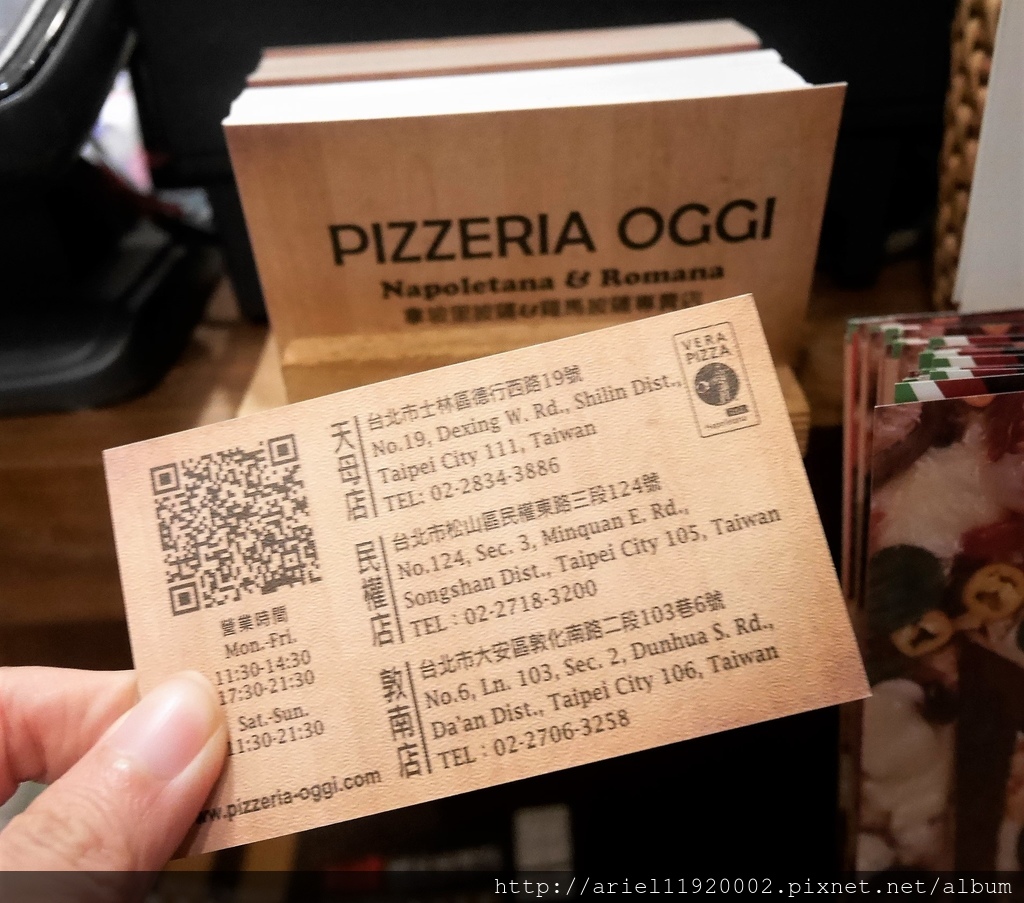 PIZZERIA OGGI
Napoletana & Romana
拿坡里披薩&羅馬披薩專賣店
VERA
PIZZA
天母店
台北市士林區德行西路19號
No.19, Dexing W. Rd., Shilin Dist.,
Taipei City 111, Taiwan
TEL: 02-2834-3886
民權店
台北市松山區民權東路三段124號
No.124, Sec. 3, Minquan E. Rd.,
Songshan Dist., Taipei City 105, Taiwan
TEL : 02-2718-3200
敦南店
台北市大安區敦化南路二段103巷6號
No.6, Ln. 103, Sec. 2, Dunhua S. Rd.,
Da'an Dist., Taipei City 106, Taiwan
TEL : 02-2706-3258
營業時間
Mon.-Fri.
11:30-14:30
17:30-21:30
Sat.-Sun.
11:30-21:30
www.pizzeria-oggi.com
http://ariel11920002.pixnet.net/album